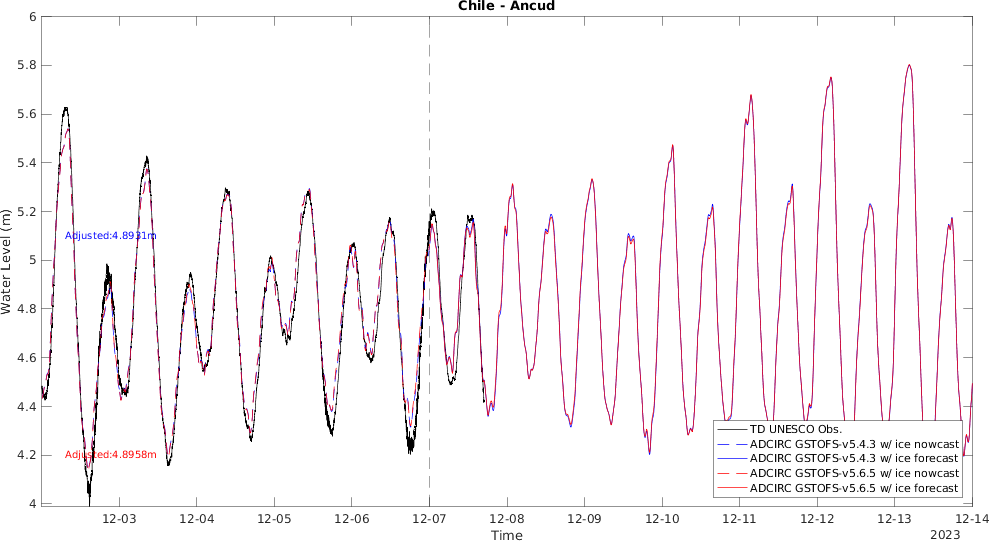 Chile - Ancud
6
5.8
5.6
5.4
5.2
5
4.8
4.6
4.4
4.2
4
Water Level (m)
Adjusted:4.8931m
Adjusted:4.8958m
TD UNESCO Obs.
ADCIRC GSTOFS-v5.4.3 w/ ice nowcast
ADCIRC GSTOFS-v5.4.3 w/ ice forecast
ADCIRC GSTOFS-v5.6.5 w/ ice nowcast
ADCIRC GSTOFS-v5.6.5 w/ ice forecast
12-03 12-04 12-05 12-06 12-07 12-08 12-09 12-10 12-11 12-12 12-13 12-14
Time
2023